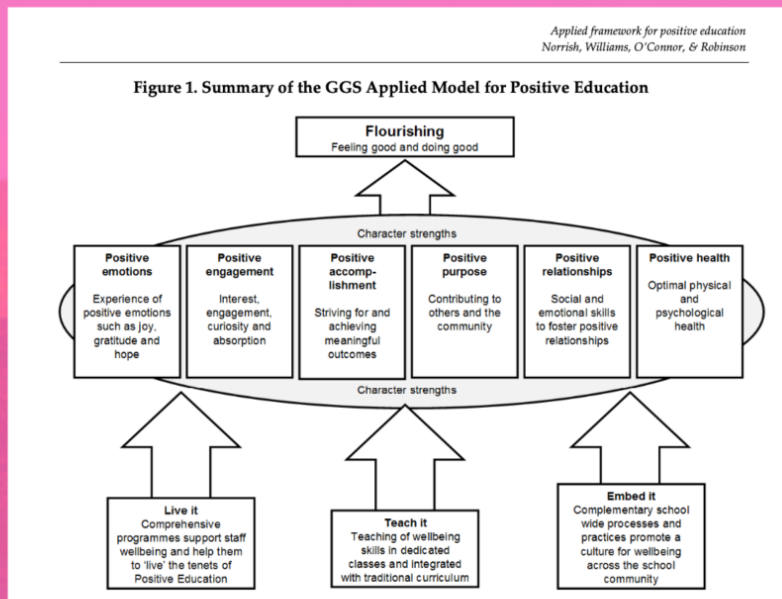 Applied framework for positive education
Norrish, Williams, O'Connor, & Robinson
Figure 1. Summary of the GGS Applied Model for Positive Education
Flourishing
Feeling good and doing good
Character strengths
Positive
emotions
Experience of
positive emotions
such as joy,
gratitude and
hope
Positive
engagement
Interest,
engagement,
curiosity and
absorption
Positive
accomp-
lishment
Striving for and
achieving
meaningful
outcomes
Positive
purpose
Contributing to
others and the
community
Positive
relationships
Social and
emotional skills
to foster positive
relationships
Positive health
Optimal physical
and
psychological
health
Character strengths
Live it
Comprehensive
programmes support staff
wellbeing and help them
to 'live' the tenets of
Positive Education
Teach it
Teaching of wellbeing
skills in dedicated
classes and integrated
with traditional curriculum
Embed it
Complementary school
wide processes and
practices promote a
culture for wellbeing
across the school
community